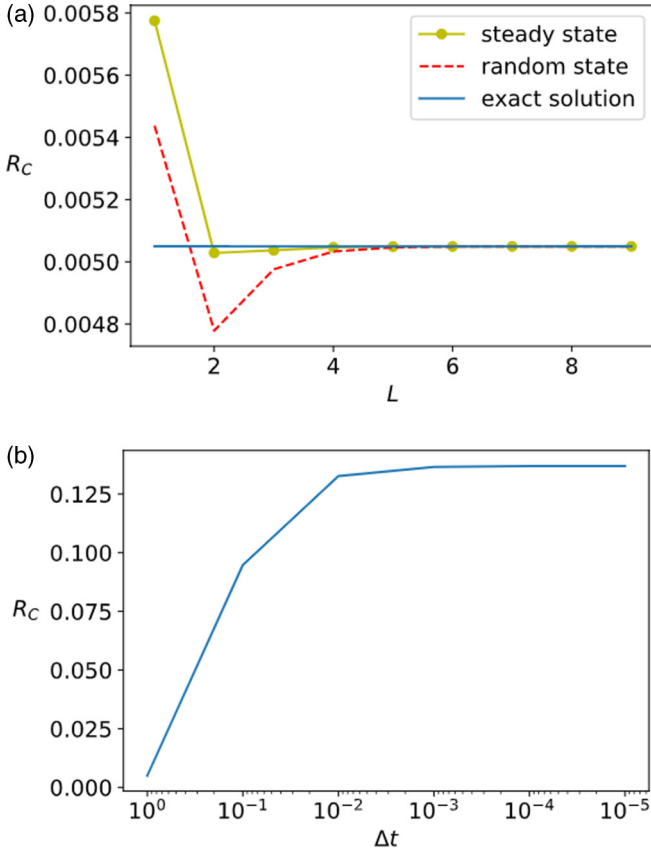 (a)
0.0058
0.0056
0.0054
0.0052
0.0050
0.0048
R_C
steady state
random state
exact solution
2 4 6 8
L
(b)
0.125
0.100
0.075
0.050
0.025
0.000
R_C
10⁰ 10⁻¹ 10⁻² 10⁻³ 10⁻⁴ 10⁻⁵
Δt